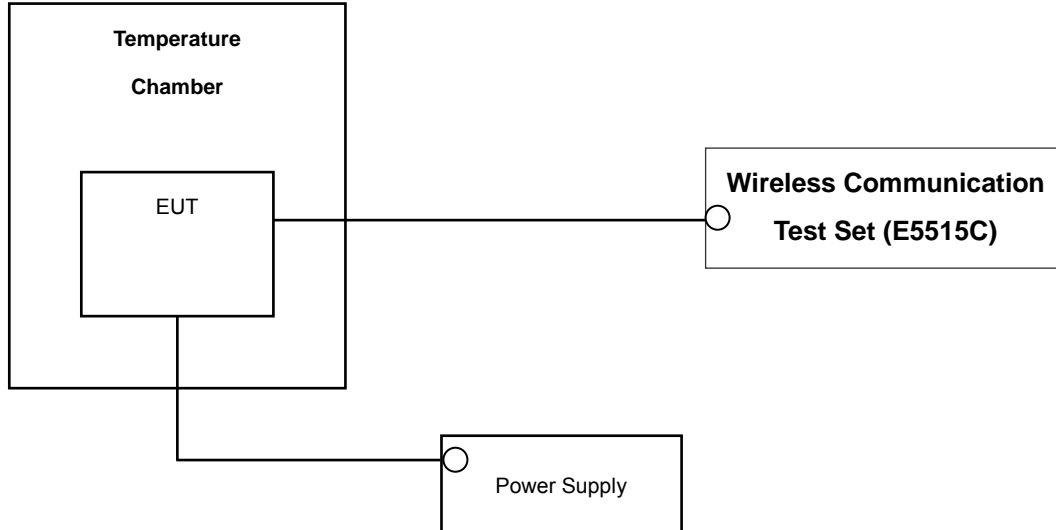 Temperature
Chamber
EUT
Wireless Communication
Test Set (E5515C)
Power Supply